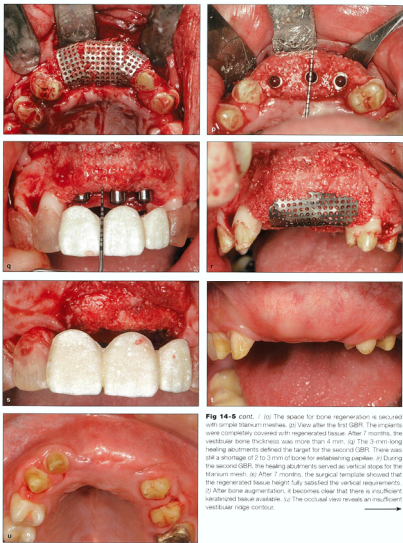 o
p
q
r
s
u
Fig 14-5 cont. / (o) The space for bone regeneration is secured
with simple titanium meshes. (p) View after the first GBR. The implants
were completely covered with regenerated tissue. After 7 months, the
vestibular bone thickness was more than 4 mm. (q) The 3-mm-long
healing abutments defined the target for the second GBR. There was
still a shortage of 2 to 3 mm of bone for establishing papillae. (r) During
the second GBR, the healing abutments served as vertical stops for the
titanium mesh. (s) After 7 months, the surgical template showed that
the regenerated tissue height fully satisfied the vertical requirements.
(t) After bone augmentation, it becomes clear that there is insufficient
keratinized tissue available. (u) The occlusal view reveals an insufficient
vestibular ridge contour.